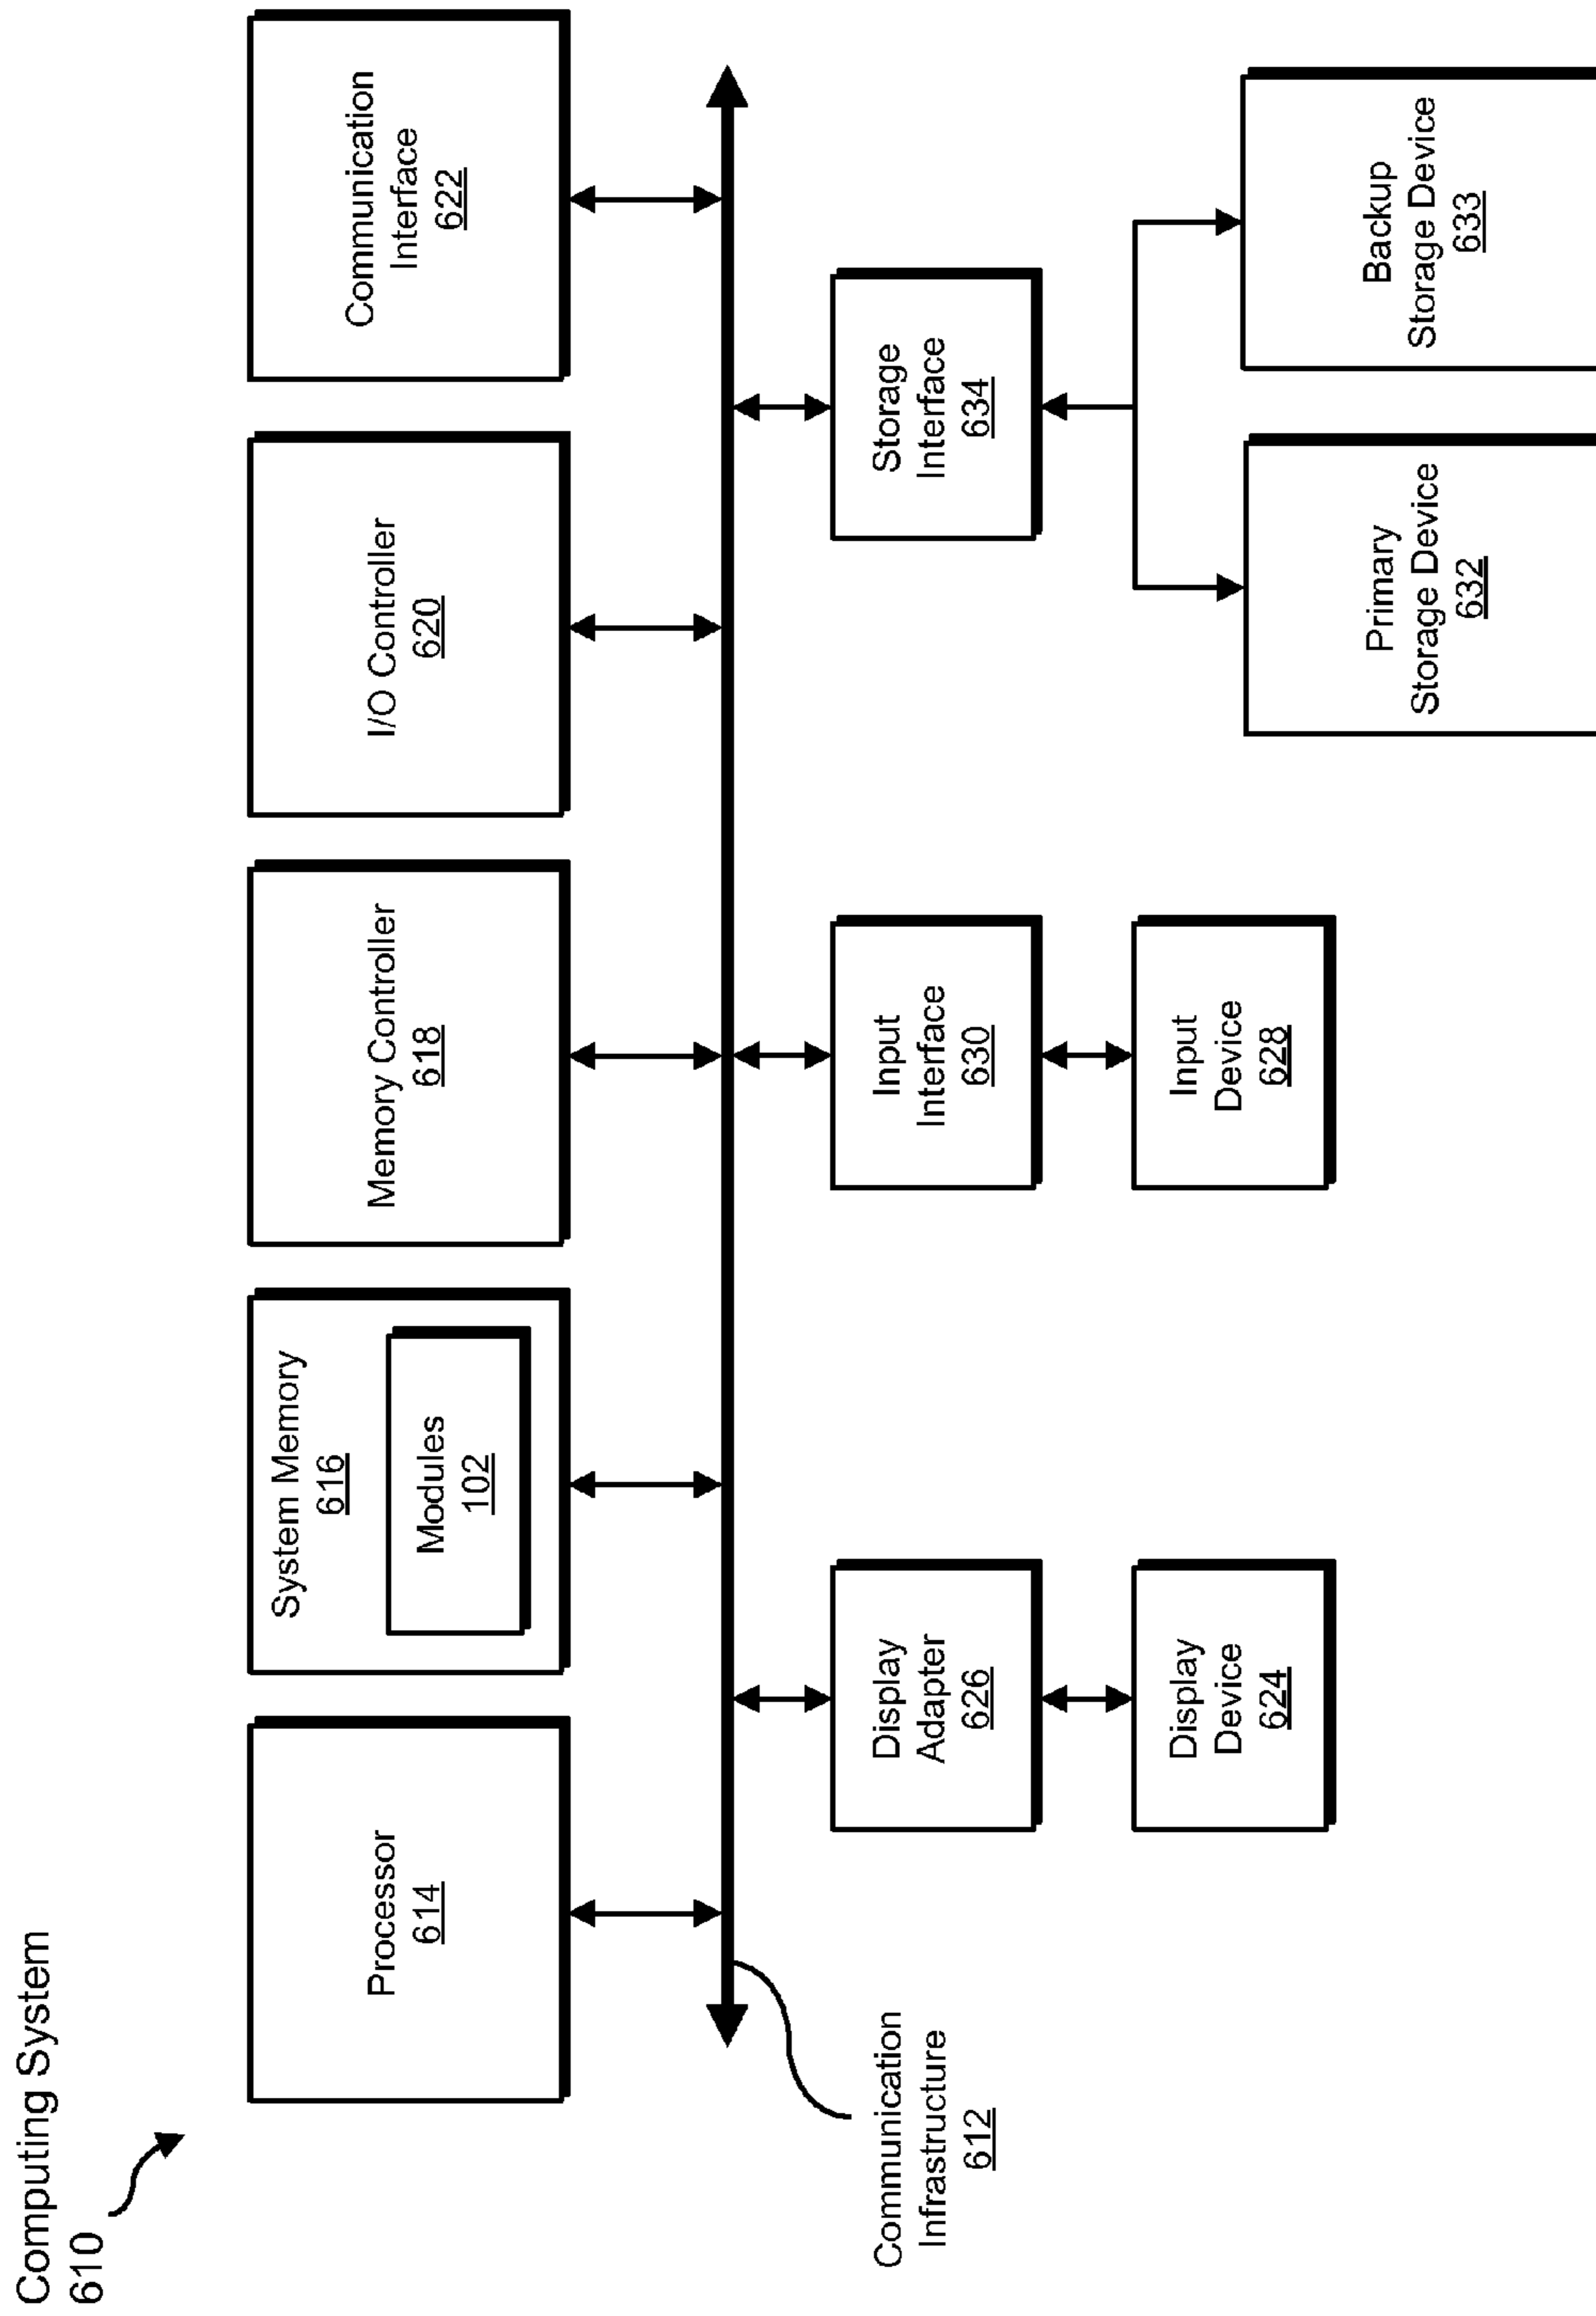 Computing System
610
Processor
614
System Memory
616
Modules
102
Memory Controller
618
I/O Controller
620
Communication
Interface
622
Communication
Infrastructure
612
Display
Adapter
626
Input
Interface
630
Storage
Interface
634
Display
Device
624
Input
Device
628
Primary
Storage Device
632
Backup
Storage Device
633